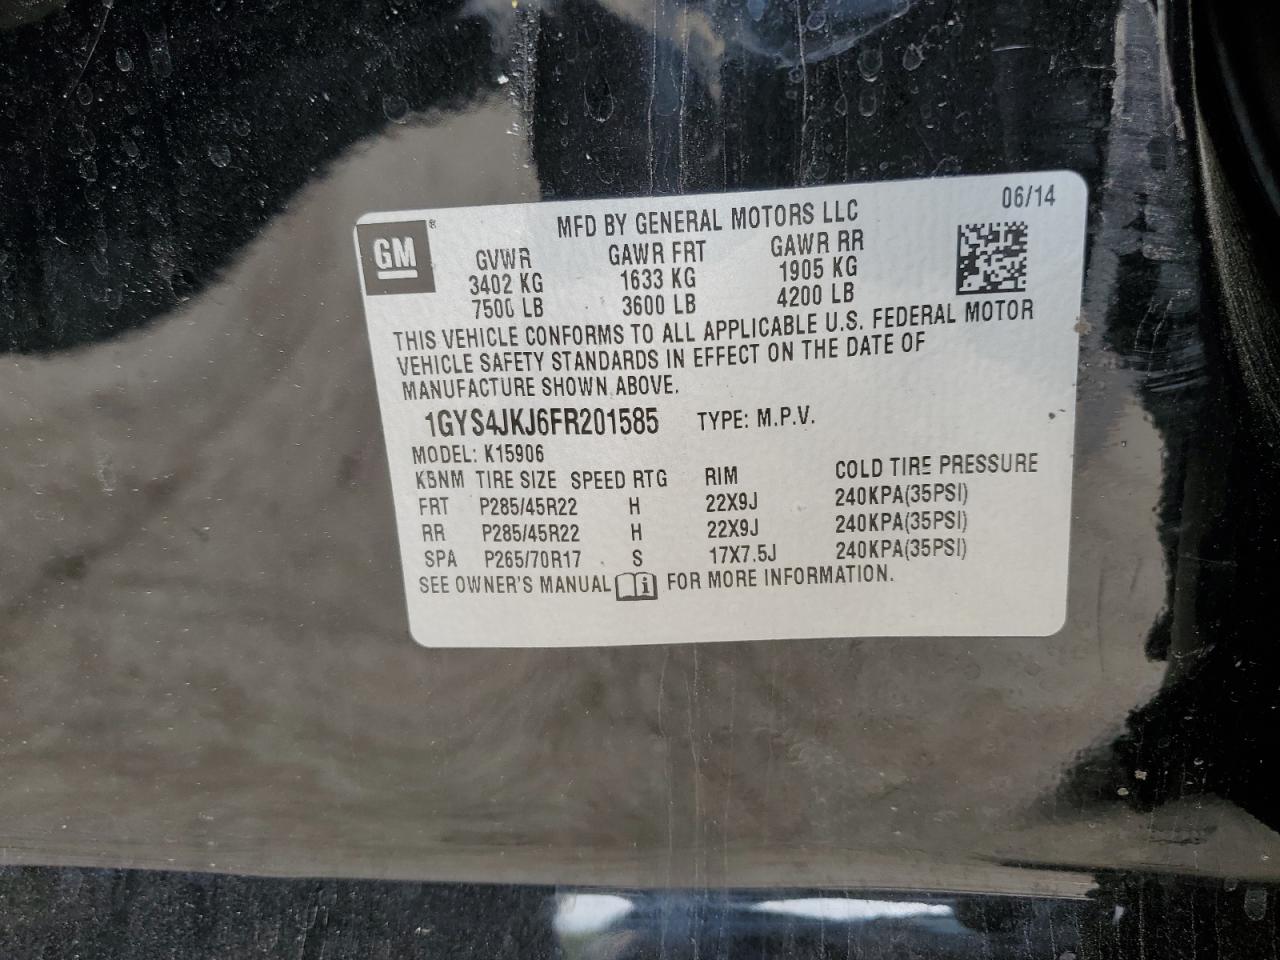 06/14
GM®
MFD BY GENERAL MOTORS LLC
GVWR GAWR FRT GAWR RR
3402 KG 1633 KG 1905 KG
7500 LB 3600 LB 4200 LB
THIS VEHICLE CONFORMS TO ALL APPLICABLE U.S. FEDERAL MOTOR
VEHICLE SAFETY STANDARDS IN EFFECT ON THE DATE OF
MANUFACTURE SHOWN ABOVE.
1GYS4JKJ6FR201585 TYPE: M.P.V.
MODEL: K15906
KBNM TIRE SIZE SPEED RTG RIM COLD TIRE PRESSURE
FRT P285/45R22 H 22X9J 240KPA(35PSI)
RR P285/45R22 H 22X9J 240KPA(35PSI)
SPA P265/70R17 S 17X7.5J 240KPA(35PSI)
SEE OWNER'S MANUAL i FOR MORE INFORMATION.